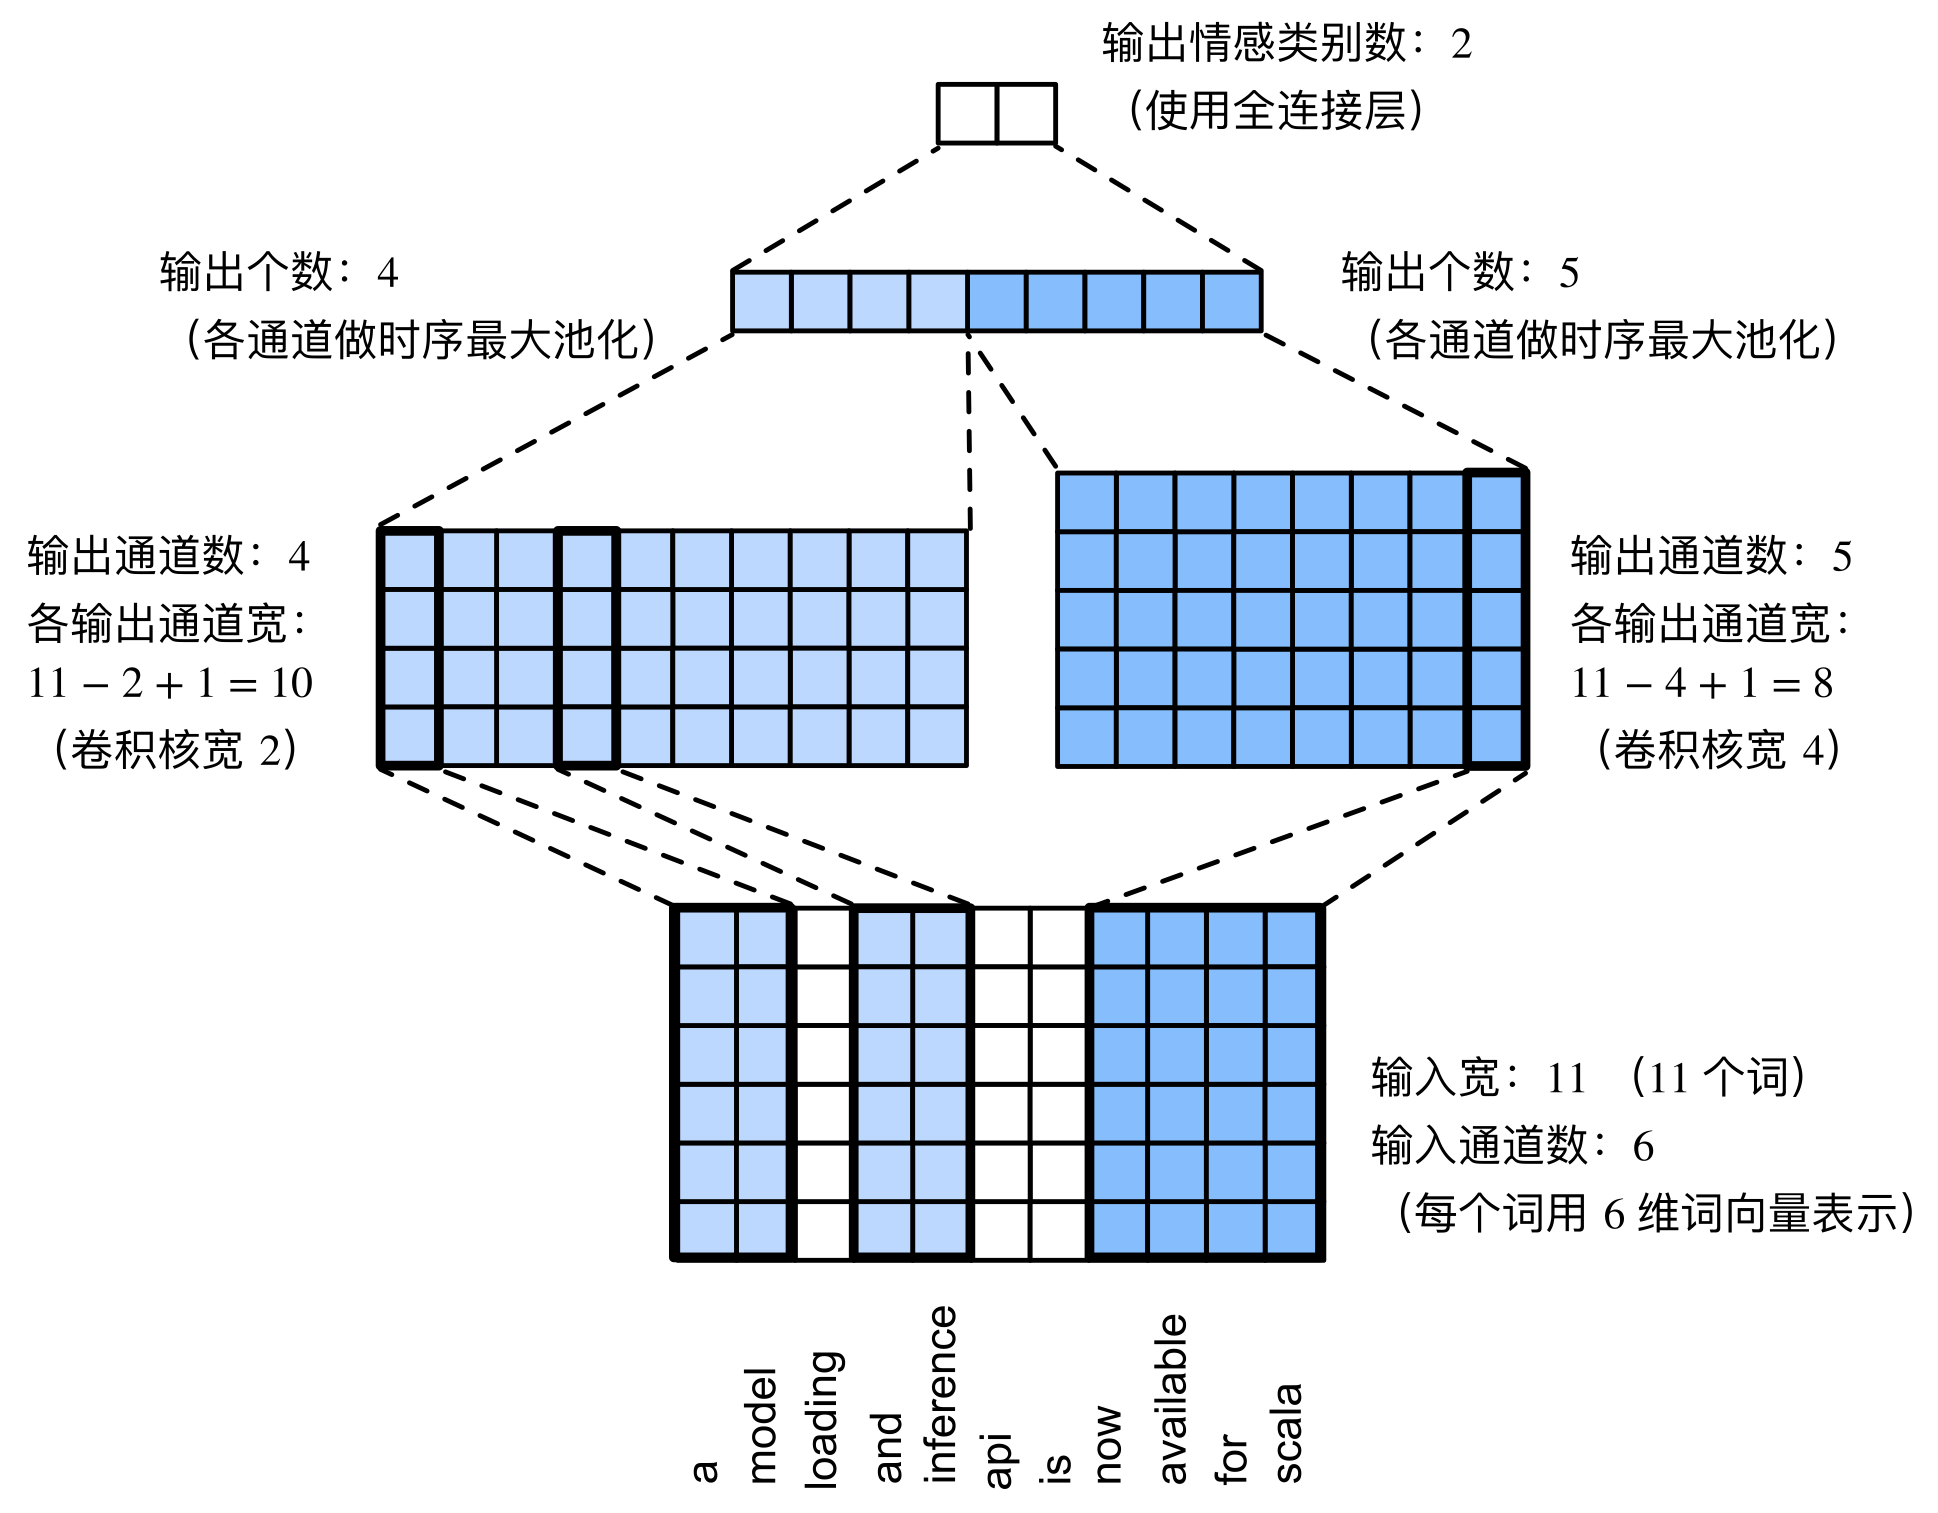 输出情感类别数：2
（使用全连接层）
输出个数：4
（各通道做时序最大池化）
输出个数：5
（各通道做时序最大池化）
输出通道数：4
各输出通道宽：
11 − 2 + 1 = 10
（卷积核宽 2）
输出通道数：5
各输出通道宽：
11 − 4 + 1 = 8
（卷积核宽 4）
输入宽：11 （11 个词）
输入通道数：6
（每个词用 6 维词向量表示）
a
model
loading
and
inference
api
is
now
available
for
scala